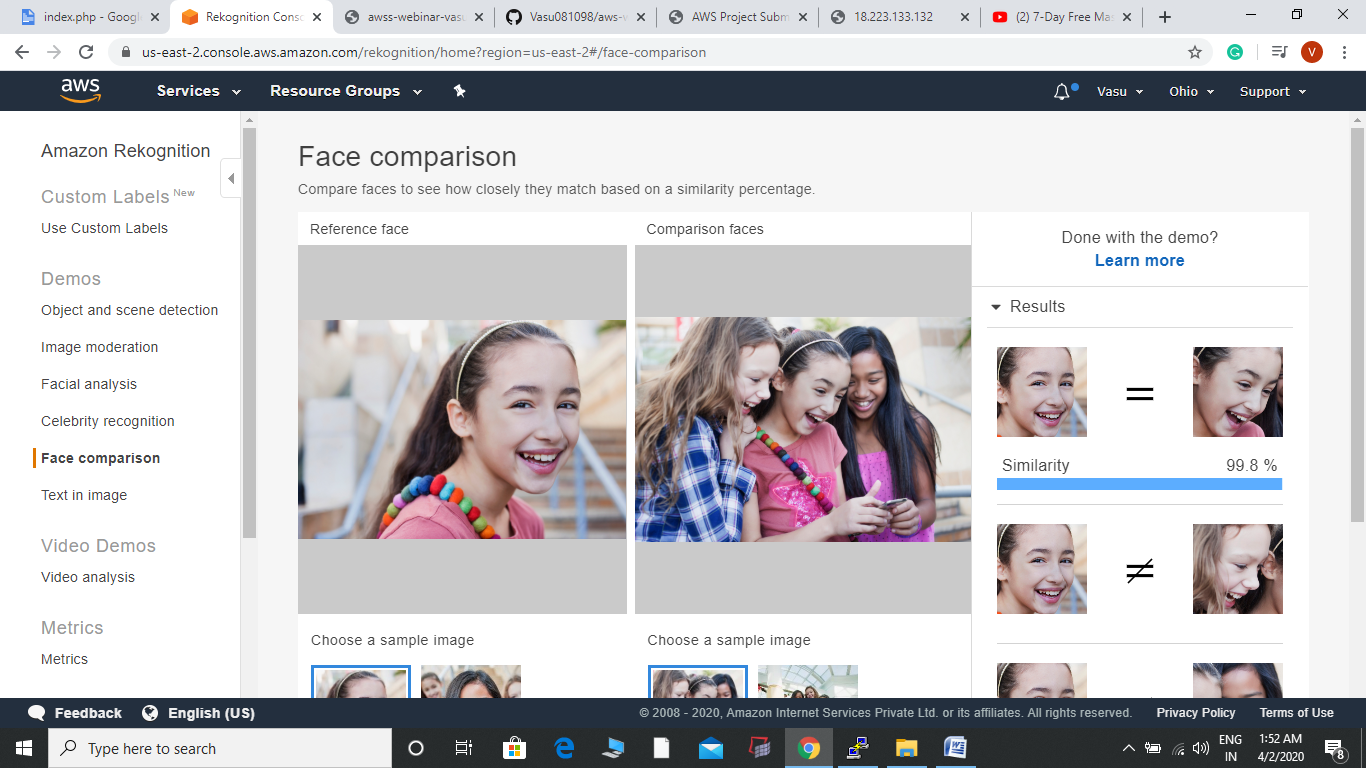 index.php - Googl
Rekognition Conso
awss-webinar-vasu
Vasu081098/aws-v
AWS Project Subm
18.223.133.132
(2) 7-Day Free Mas
us-east-2.console.aws.amazon.com/rekognition/home?region=us-east-2#/face-comparison
V
aws Services Resource Groups Vasu Ohio Support
Amazon Rekognition
Custom Labels New
Use Custom Labels
Demos
Object and scene detection
Image moderation
Facial analysis
Celebrity recognition
Face comparison
Text in image
Video Demos
Video analysis
Metrics
Metrics
Face comparison
Compare faces to see how closely they match based on a similarity percentage.
Reference face
Comparison faces
Choose a sample image
Choose a sample image
Done with the demo?
Learn more
Results
=
Similarity 99.8 %
≠
Feedback English (US) © 2008 - 2020, Amazon Internet Services Private Ltd. or its affiliates. All rights reserved. Privacy Policy Terms of Use
Type here to search
ENG
IN
1:52 AM
4/2/2020
8